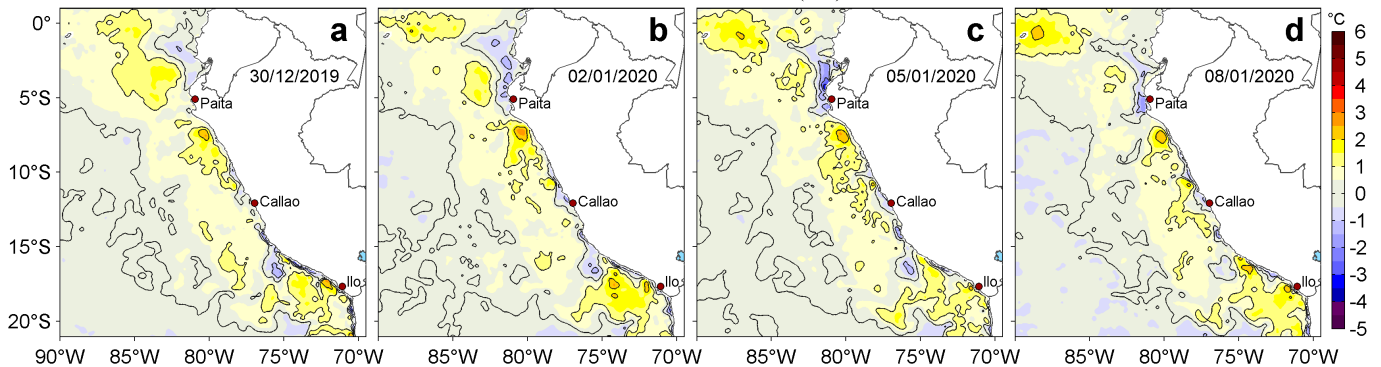 a
b
c
d
°C
0°
5°S
10°S
15°S
20°S
30/12/2019
02/01/2020
05/01/2020
08/01/2020
Paita
Paita
Paita
Paita
Callao
Callao
Callao
Callao
Ilo
Ilo
Ilo
Ilo
90°W 85°W 80°W 75°W 70°W
85°W 80°W 75°W 70°W
85°W 80°W 75°W 70°W
85°W 80°W 75°W 70°W
6
5
4
3
2
1
0
-1
-2
-3
-4
-5